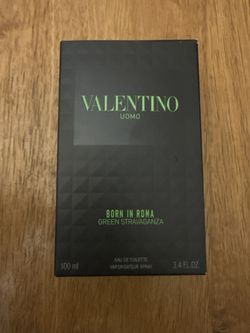 VALENTINO
UOMO
BORN IN ROMA
GREEN STRAVAGANZA
EAU DE TOILETTE
100 ml VAPORISATEUR SPRAY 3.4 FL.OZ.